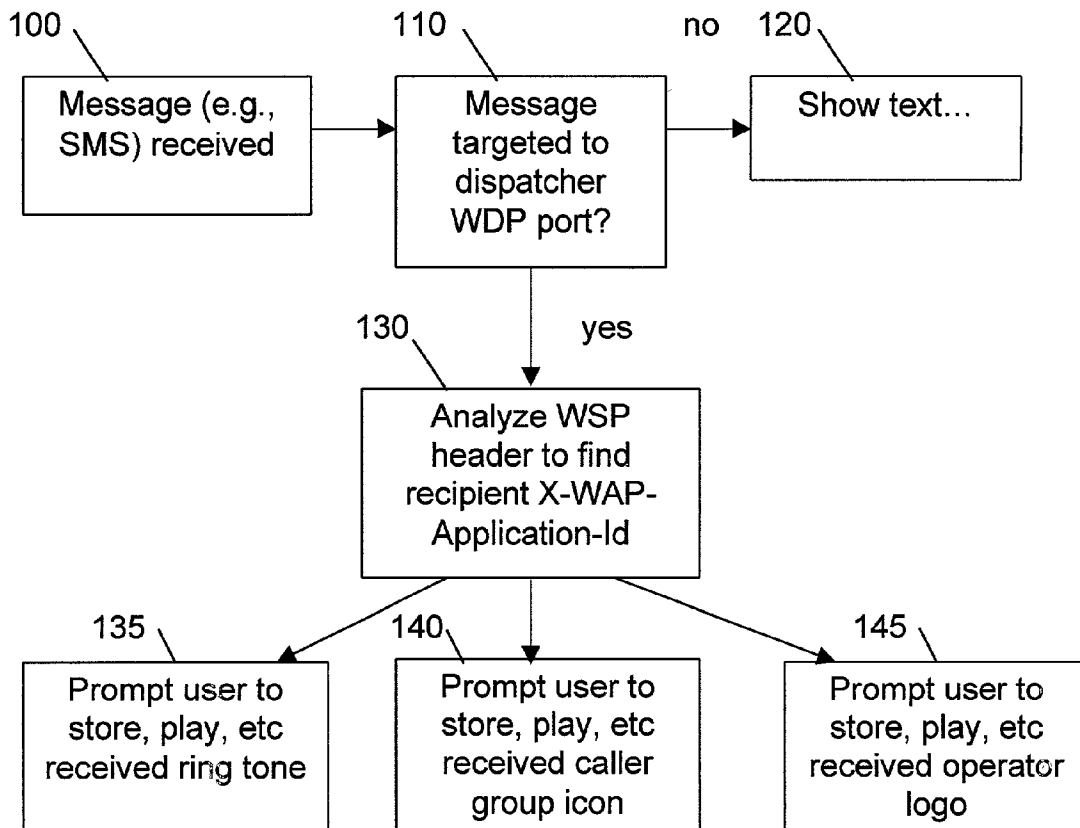 100
110
no
120
Message (e.g.,
SMS) received
Message
targeted to
dispatcher
WDP port?
Show text...
130
yes
Analyze WSP
header to find
recipient X-WAP-
Application-Id
135
140
145
Prompt user to
store, play, etc
received ring tone
Prompt user to
store, play, etc
received caller
group icon
Prompt user to
store, play, etc
received operator
logo